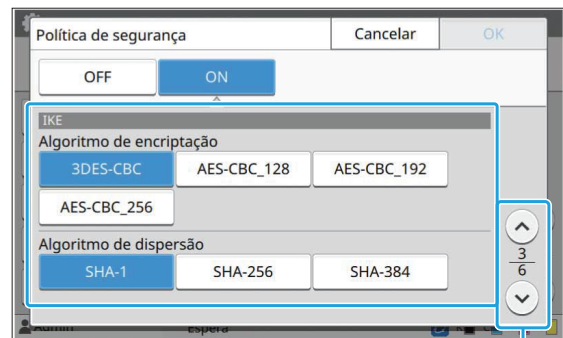 Política de segurança
Cancelar
OK
OFF
ON
IKE
Algoritmo de encriptação
3DES-CBC
AES-CBC_128
AES-CBC_192
AES-CBC_256
Algoritmo de dispersão
SHA-1
SHA-256
SHA-384
3
6
Admin
Espera